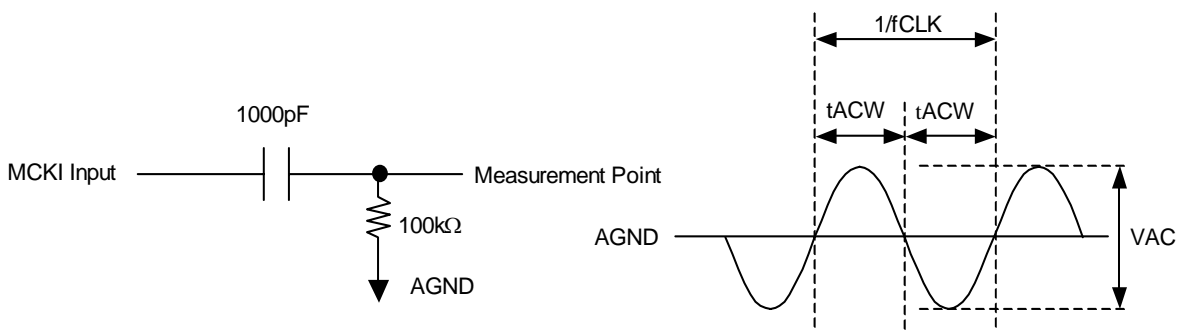 1000pF
MCKI Input
Measurement Point
100kΩ
AGND
1/fCLK
tACW
tACW
AGND
VAC